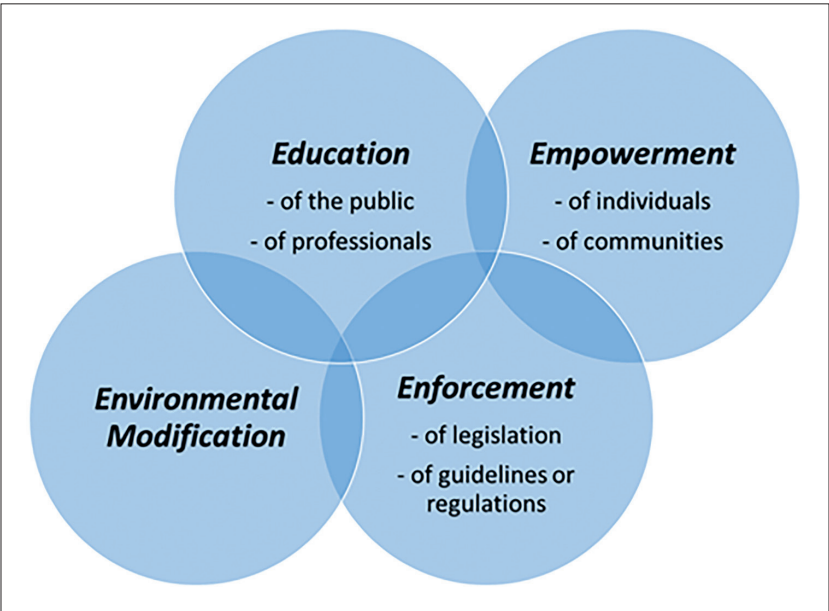 Education
- of the public
- of professionals
Empowerment
- of individuals
- of communities
Environmental
Modification
Enforcement
- of legislation
- of guidelines or
regulations